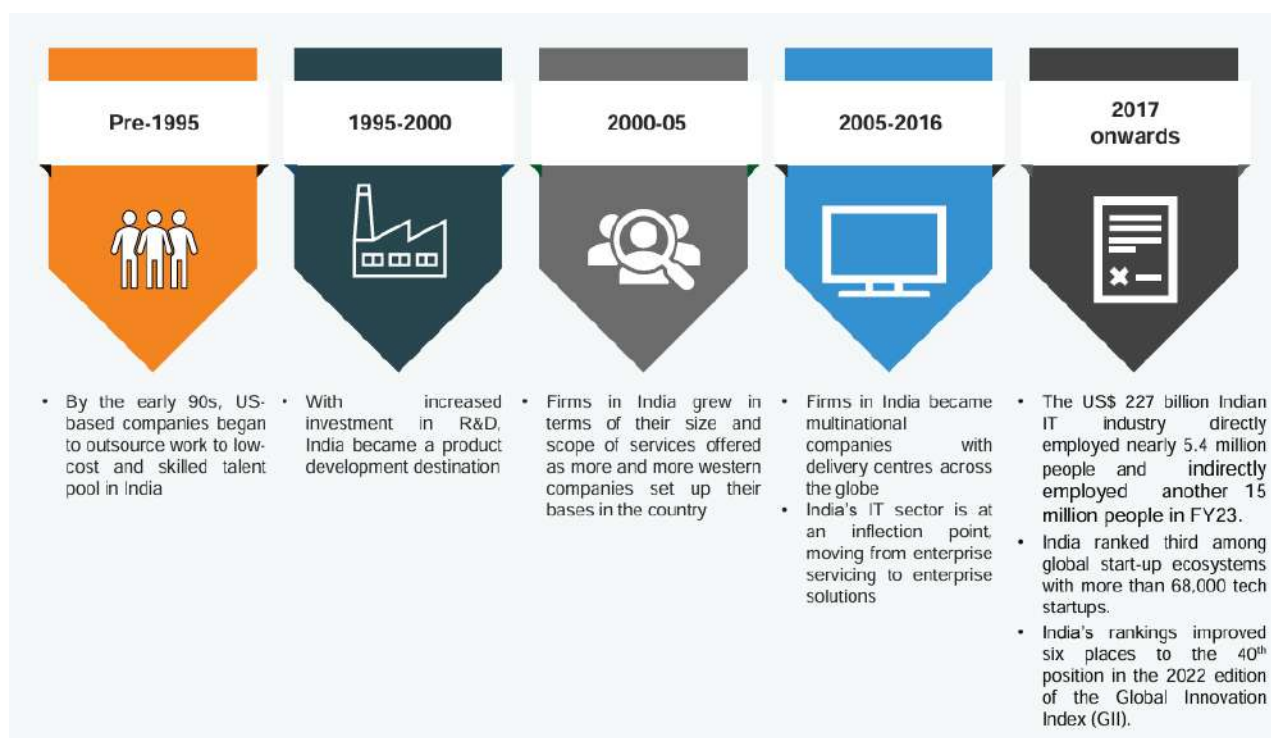 Pre-1995
1995-2000
2000-05
2005-2016
2017
onwards
• By the early 90s, US-
based companies began
to outsource work to low-
cost and skilled talent
pool in India
• With increased
investment in R&D,
India became a product
development destination
• Firms in India grew in
terms of their size and
scope of services offered
as more and more western
companies set up their
bases in the country
• Firms in India became
multinational
companies with
delivery centres across
the globe
• India's IT sector is at
an inflection point,
moving from enterprise
servicing to enterprise
solutions
• The US$ 227 billion Indian
IT industry directly
employed nearly 5.4 million
people and indirectly
employed another 15
million people in FY23.
• India ranked third among
global start-up ecosystems
with more than 68,000 tech
startups.
• India's rankings improved
six places to the 40th
position in the 2022 edition
of the Global Innovation
Index (GII).